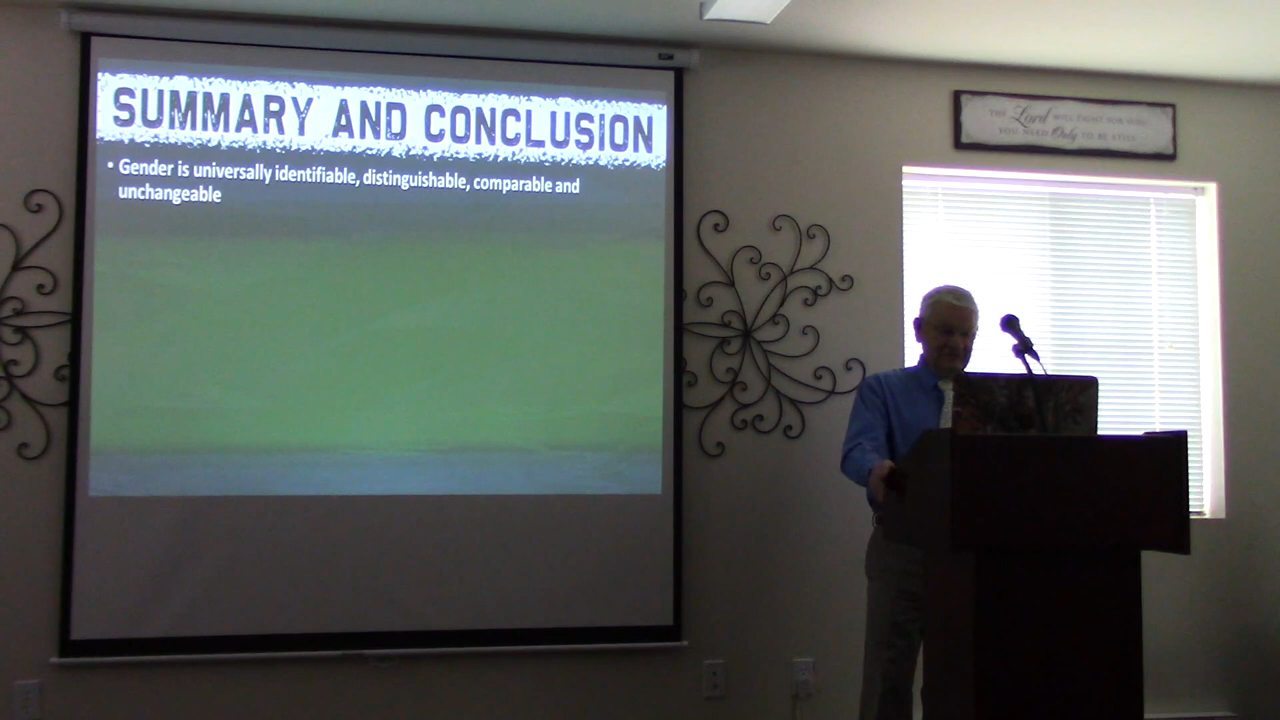 SUMMARY AND CONCLUSION
• Gender is universally identifiable, distinguishable, comparable and
unchangeable
THE Lord WILL FIGHT FOR YOU;
YOU NEED Only TO BE STILL.